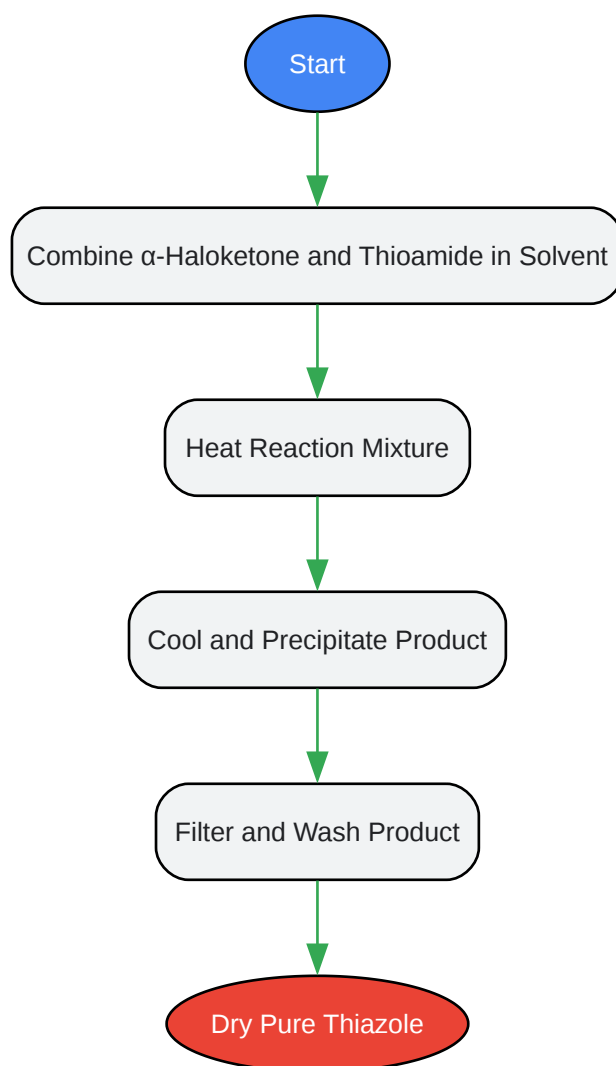 Start
Combine α-Haloketone and Thioamide in Solvent
Heat Reaction Mixture
Cool and Precipitate Product
Filter and Wash Product
Dry Pure Thiazole